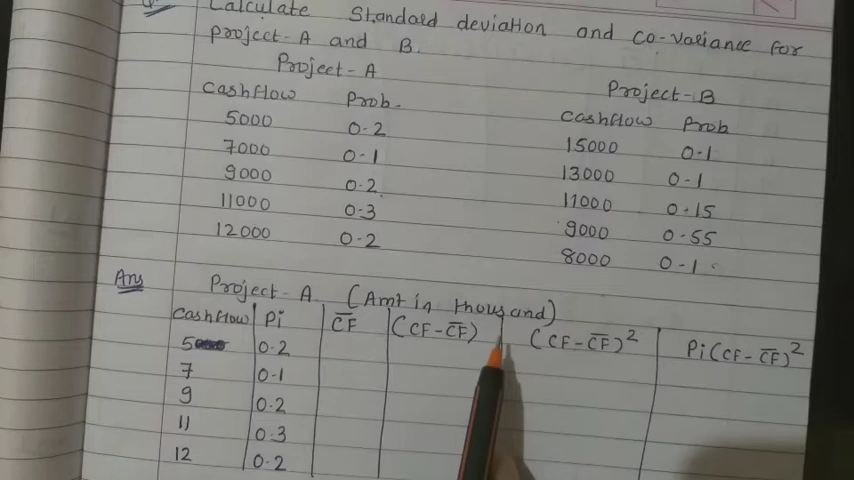 Q.
Calculate Standard deviation and co-variance for
project-A and B.
Project-A
Cashflow Prob.
5000 0.2
7000 0.1
9000 0.2
11000 0.3
12000 0.2
Project-B
Cashflow Prob
15000 0.1
13000 0.1
11000 0.15
9000 0.55
8000 0.1
Ans Project-A (Amt in thousand)
Cashflow Pi C̅F̅ (CF-C̅F̅) (CF-C̅F̅)² Pi(CF-C̅F̅)²
5 0.2
7 0.1
9 0.2
11 0.3
12 0.2